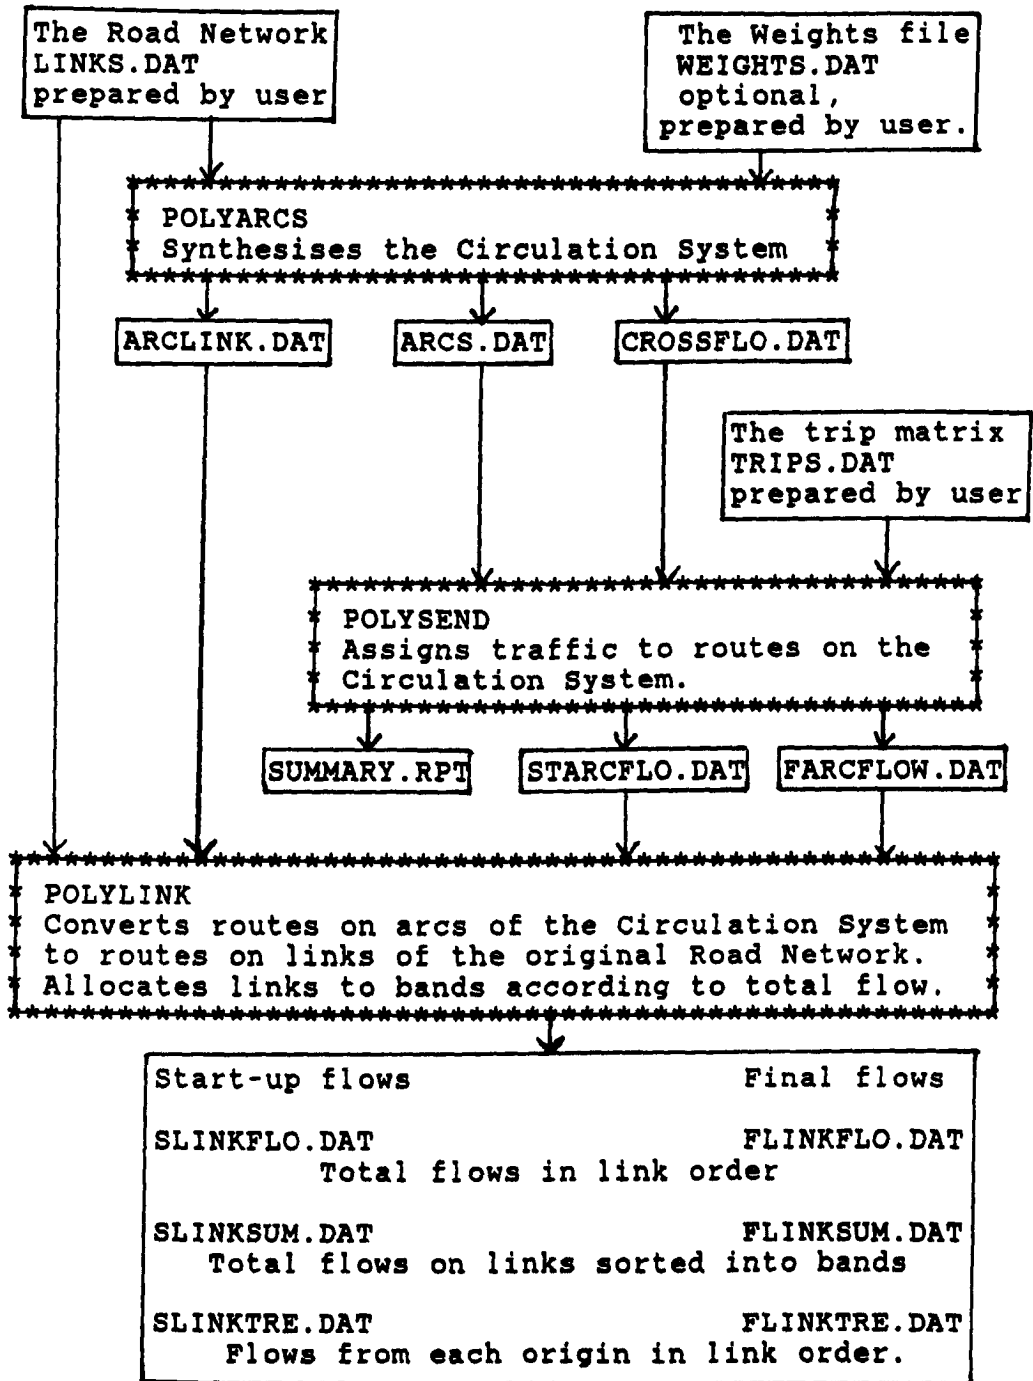 The Road Network
LINKS.DAT
prepared by user
The Weights file
WEIGHTS.DAT
optional,
prepared by user.
POLYARCS
Synthesises the Circulation System
ARCLINK.DAT
ARCS.DAT
CROSSFLO.DAT
The trip matrix
TRIPS.DAT
prepared by user
POLYSEND
Assigns traffic to routes on the
Circulation System.
SUMMARY.RPT
STARCFLO.DAT
FARCFLOW.DAT
POLYLINK
Converts routes on arcs of the Circulation System
to routes on links of the original Road Network.
Allocates links to bands according to total flow.
Start-up flows Final flows
SLINKFLO.DAT FLINKFLO.DAT
Total flows in link order
SLINKSUM.DAT FLINKSUM.DAT
Total flows on links sorted into bands
SLINKTRE.DAT FLINKTRE.DAT
Flows from each origin in link order.